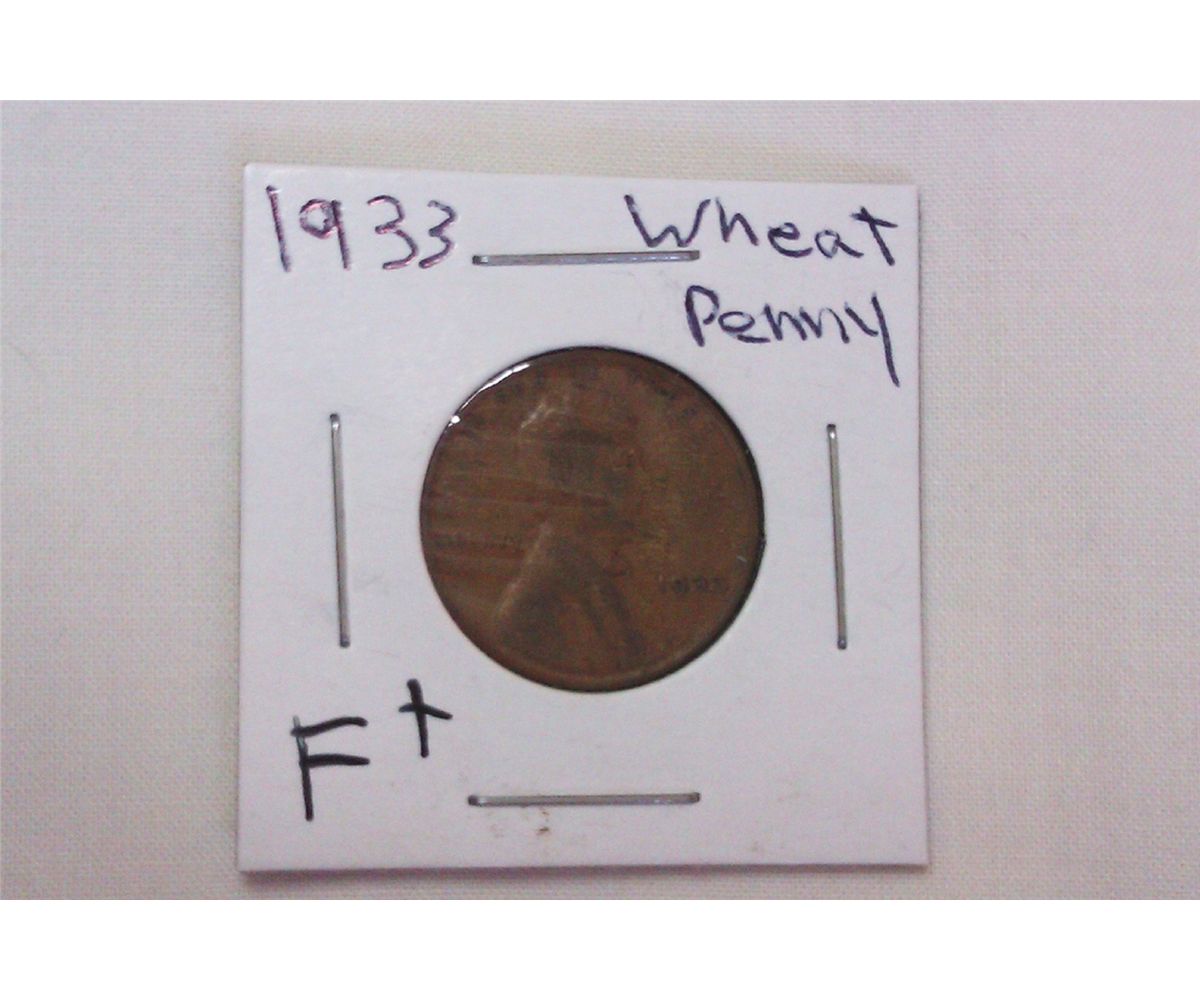 1933 Wheat
Penny
F+